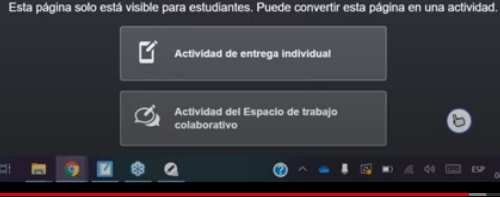 Esta página solo está visible para estudiantes. Puede convertir esta página en una actividad.
Actividad de entrega individual
Actividad del Espacio de trabajo
colaborativo
ESP